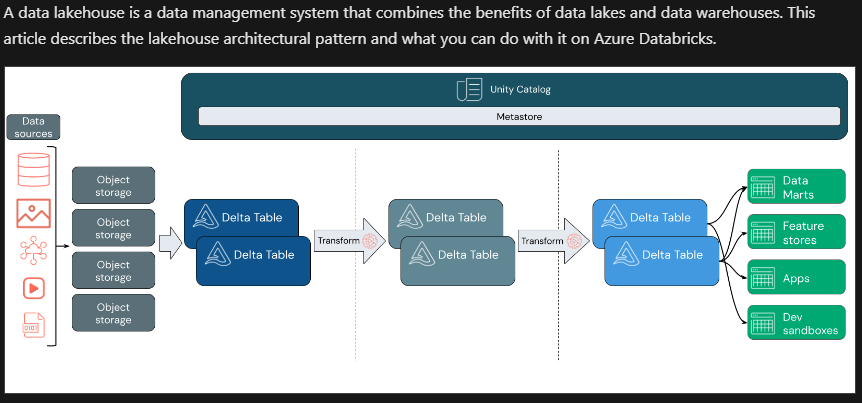 A data lakehouse is a data management system that combines the benefits of data lakes and data warehouses. This
article describes the lakehouse architectural pattern and what you can do with it on Azure Databricks.
Unity Catalog
Metastore
Data
sources
Object
storage
Object
storage
Object
storage
Object
storage
0101
Delta Table
Delta Table
Transform
Delta Table
Delta Table
Transform
Delta Table
Delta Table
Data
Marts
Feature
stores
Apps
Dev
sandboxes